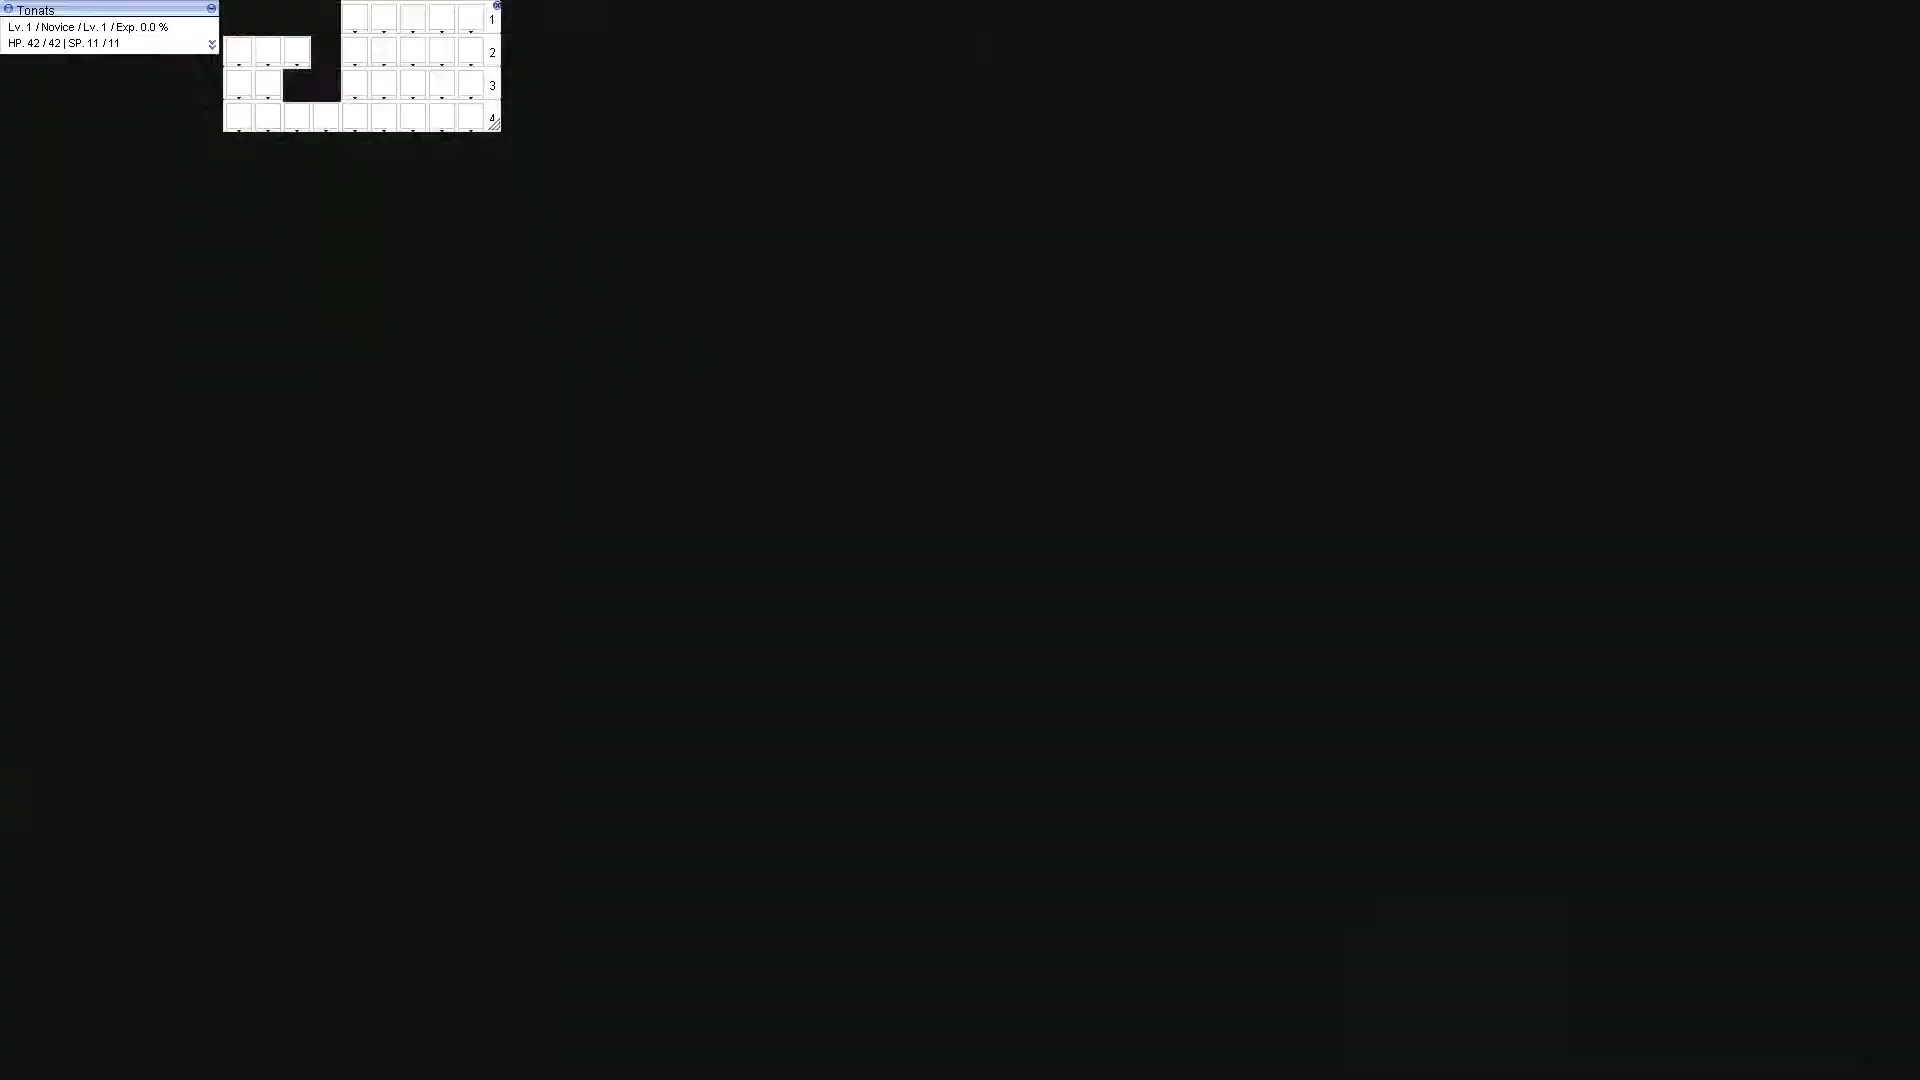 Tonats
Lv. 1 / Novice / Lv. 1 / Exp. 0.0 %
HP. 42 / 42 | SP. 11 / 11
1
2
3
4